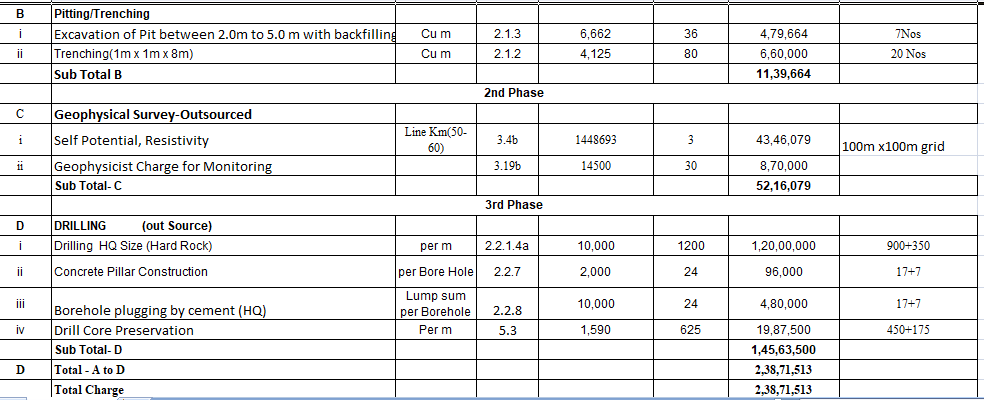 B Pitting/Trenching
i Excavation of Pit between 2.0m to 5.0 m with backfilling Cu m 2.1.3 6,662 36 4,79,664 7Nos
ii Trenching(1m x 1m x 8m) Cu m 2.1.2 4,125 80 6,60,000 20 Nos
Sub Total B 11,39,664
2nd Phase
C Geophysical Survey-Outsourced
i Self Potential, Resistivity Line Km(50-60) 3.4b 1448693 3 43,46,079 100m x100m grid
ii Geophysicist Charge for Monitoring 3.19b 14500 30 8,70,000
Sub Total- C 52,16,079
3rd Phase
D DRILLING (out Source)
i Drilling HQ Size (Hard Rock) per m 2.2.1.4a 10,000 1200 1,20,00,000 900+350
ii Concrete Pillar Construction per Bore Hole 2.2.7 2,000 24 96,000 17+7
iii Borehole plugging by cement (HQ) Lump sum per Borehole 2.2.8 10,000 24 4,80,000 17+7
iv Drill Core Preservation Per m 5.3 1,590 625 19,87,500 450+175
Sub Total- D 1,45,63,500
D Total - A to D 2,38,71,513
Total Charge 2,38,71,513